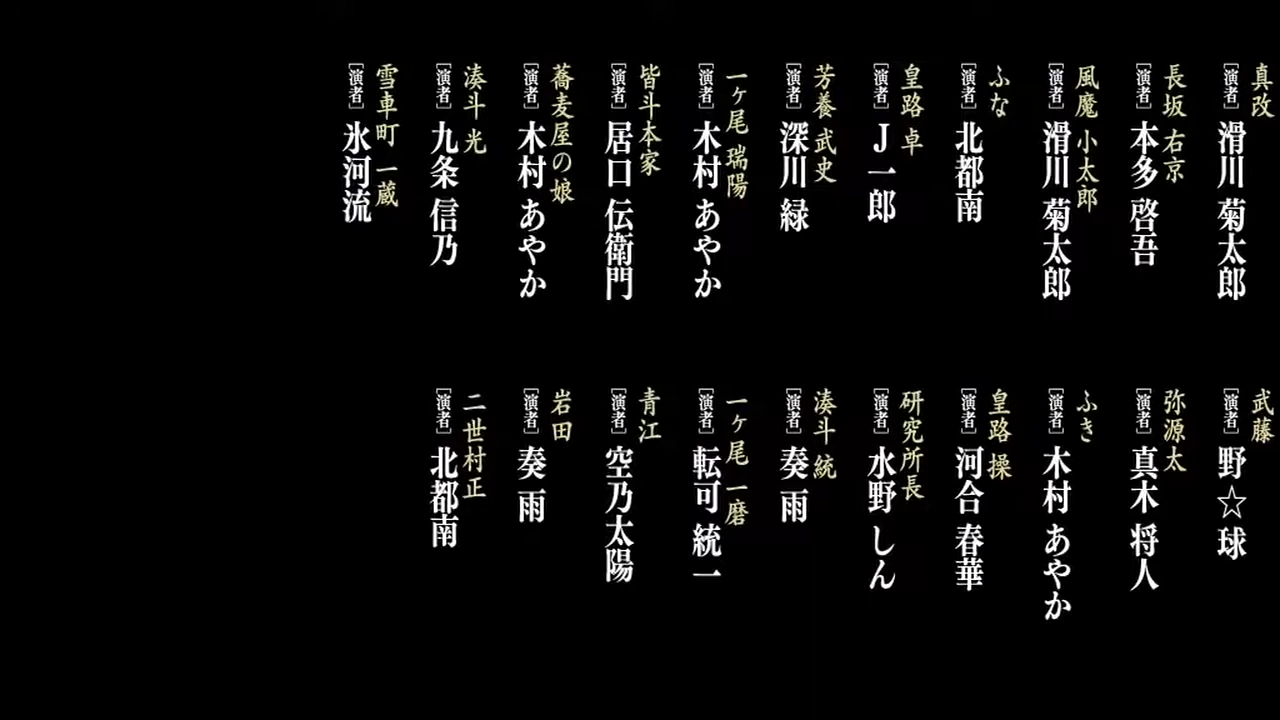 真改
［演者］滑川 菊太郎
長坂 右京
［演者］本多 啓吾
風魔 小太郎
［演者］滑川 菊太郎
ふな
［演者］北都南
皇路 卓
［演者］J一郎
芳養 武史
［演者］深川 緑
一ヶ尾 瑞陽
［演者］木村 あやか
皆斗本家
［演者］居口 伝衛門
蕎麦屋の娘
［演者］木村 あやか
湊斗 光
［演者］九条 信乃
雪車町 一蔵
［演者］氷河流
武藤
［演者］野☆球
弥源太
［演者］真木 将人
ふき
［演者］木村 あやか
皇路 操
［演者］河合 春華
研究所長
［演者］水野 しん
湊斗 統
［演者］奏 雨
一ヶ尾 一磨
［演者］転可 統一
青江
［演者］空乃太陽
岩田
［演者］奏 雨
二世村正
［演者］北都南